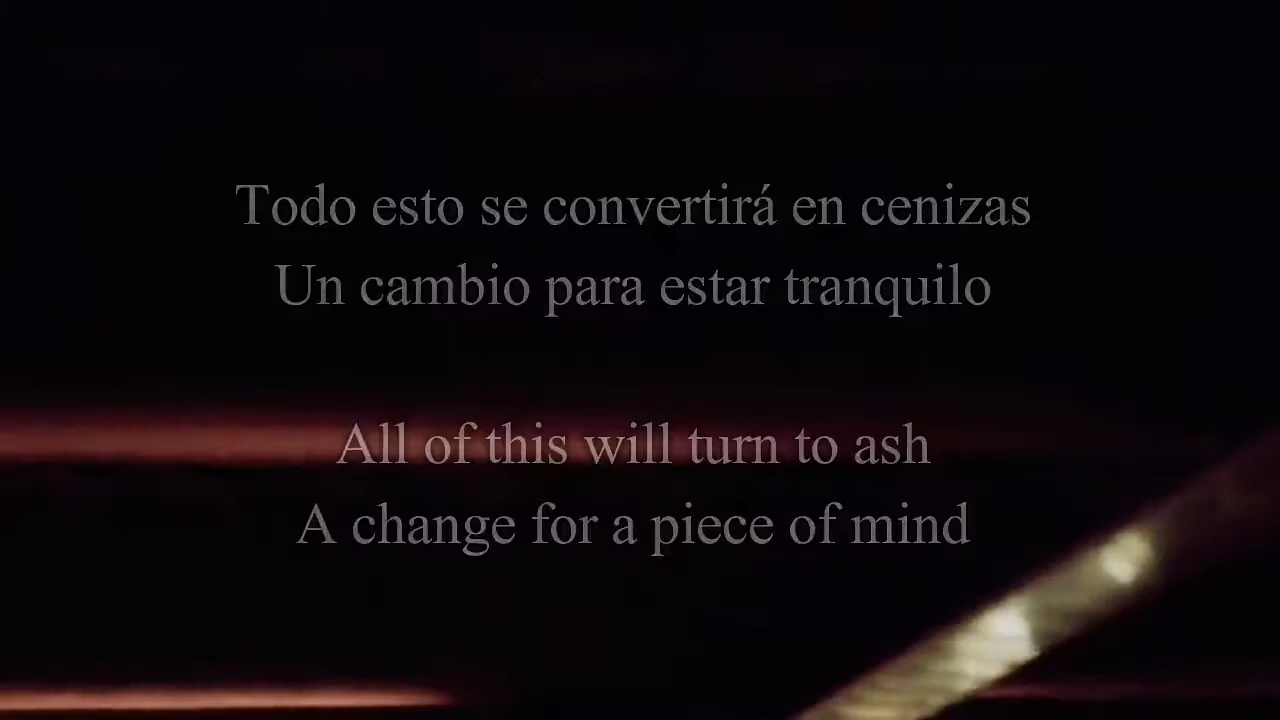 Todo esto se convertirá en cenizas
Un cambio para estar tranquilo
All of this will turn to ash
A change for a piece of mind